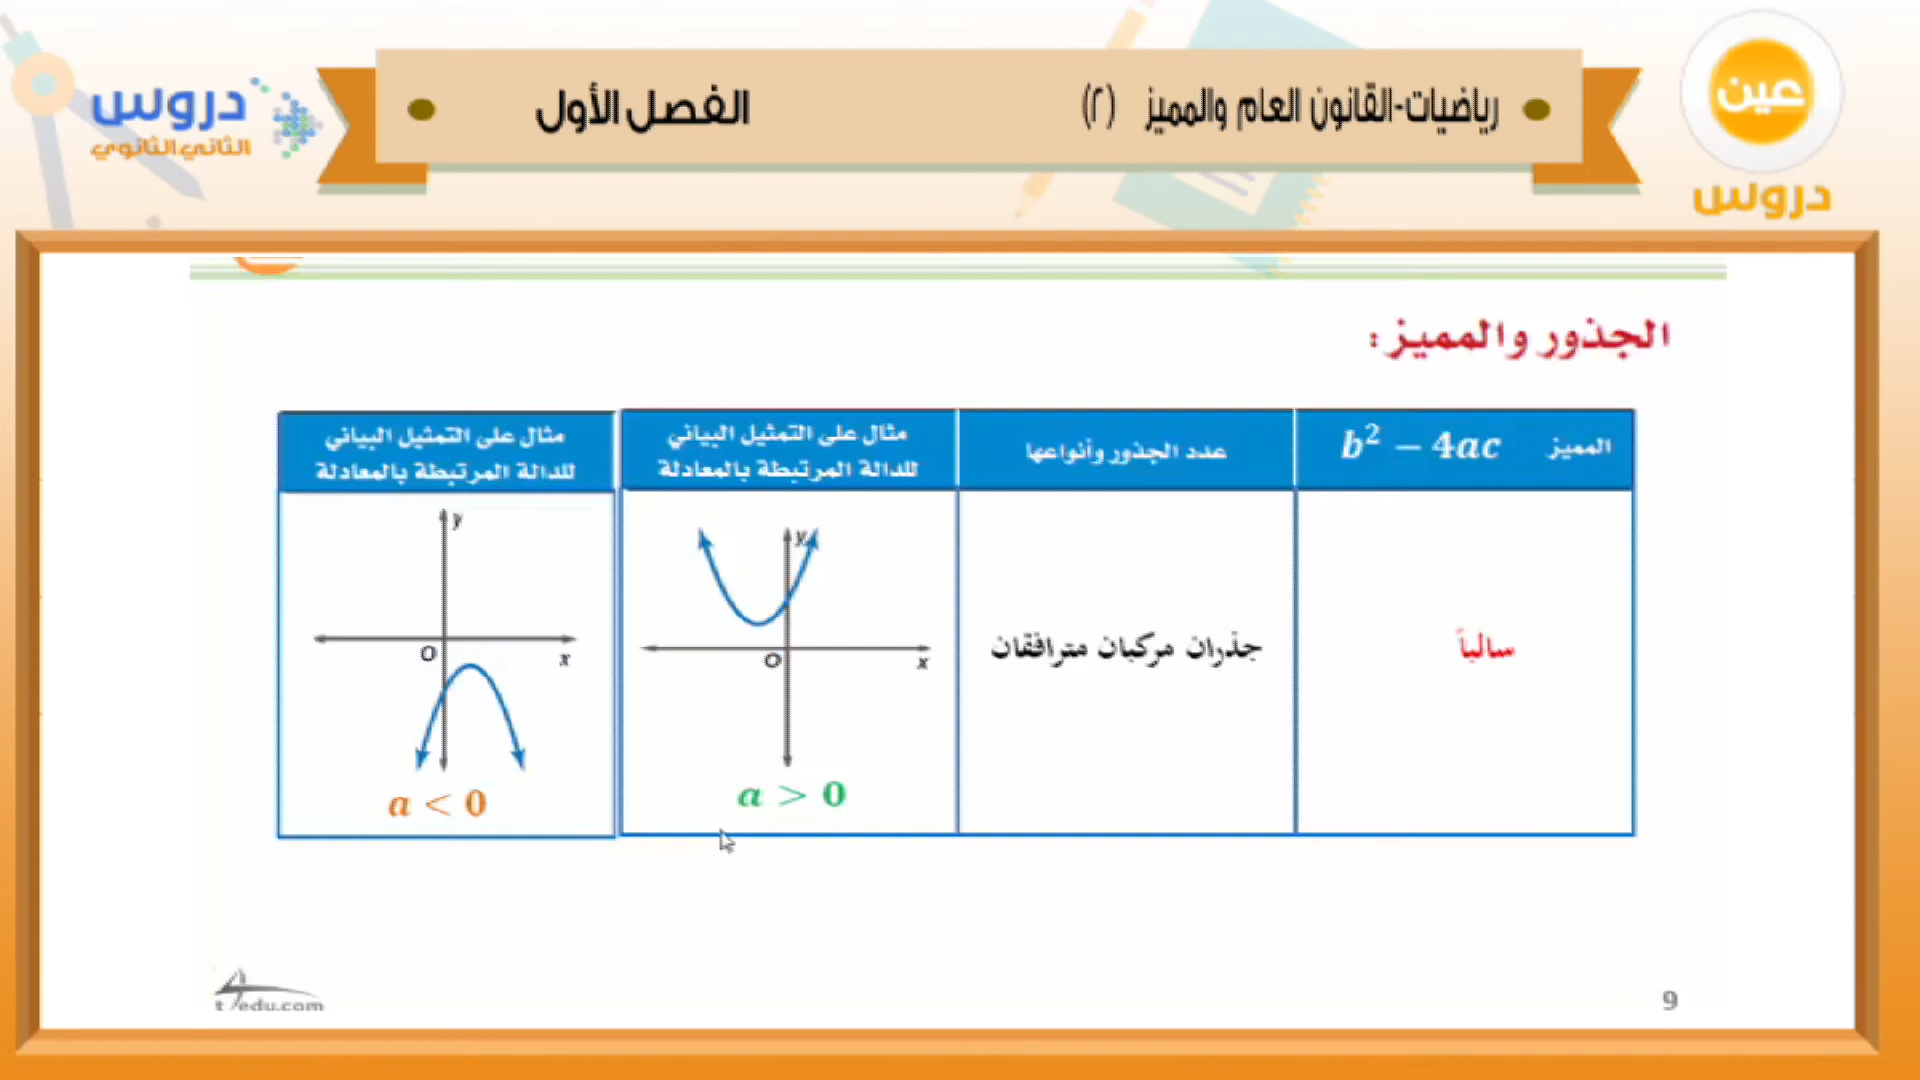 عين
دروس
رياضيات-القانون العام والمميز (٢)
الفصل الأول
دروس
الثاني الثانوي
الجذور والمميز:
المميز b² − 4ac
عدد الجذور وأنواعها
مثال على التمثيل البياني
للدالة المرتبطة بالمعادلة
مثال على التمثيل البياني
للدالة المرتبطة بالمعادلة
سالباً
جذران مركبان مترافقان
y
O
x
a > 0
y
O
x
a < 0
9